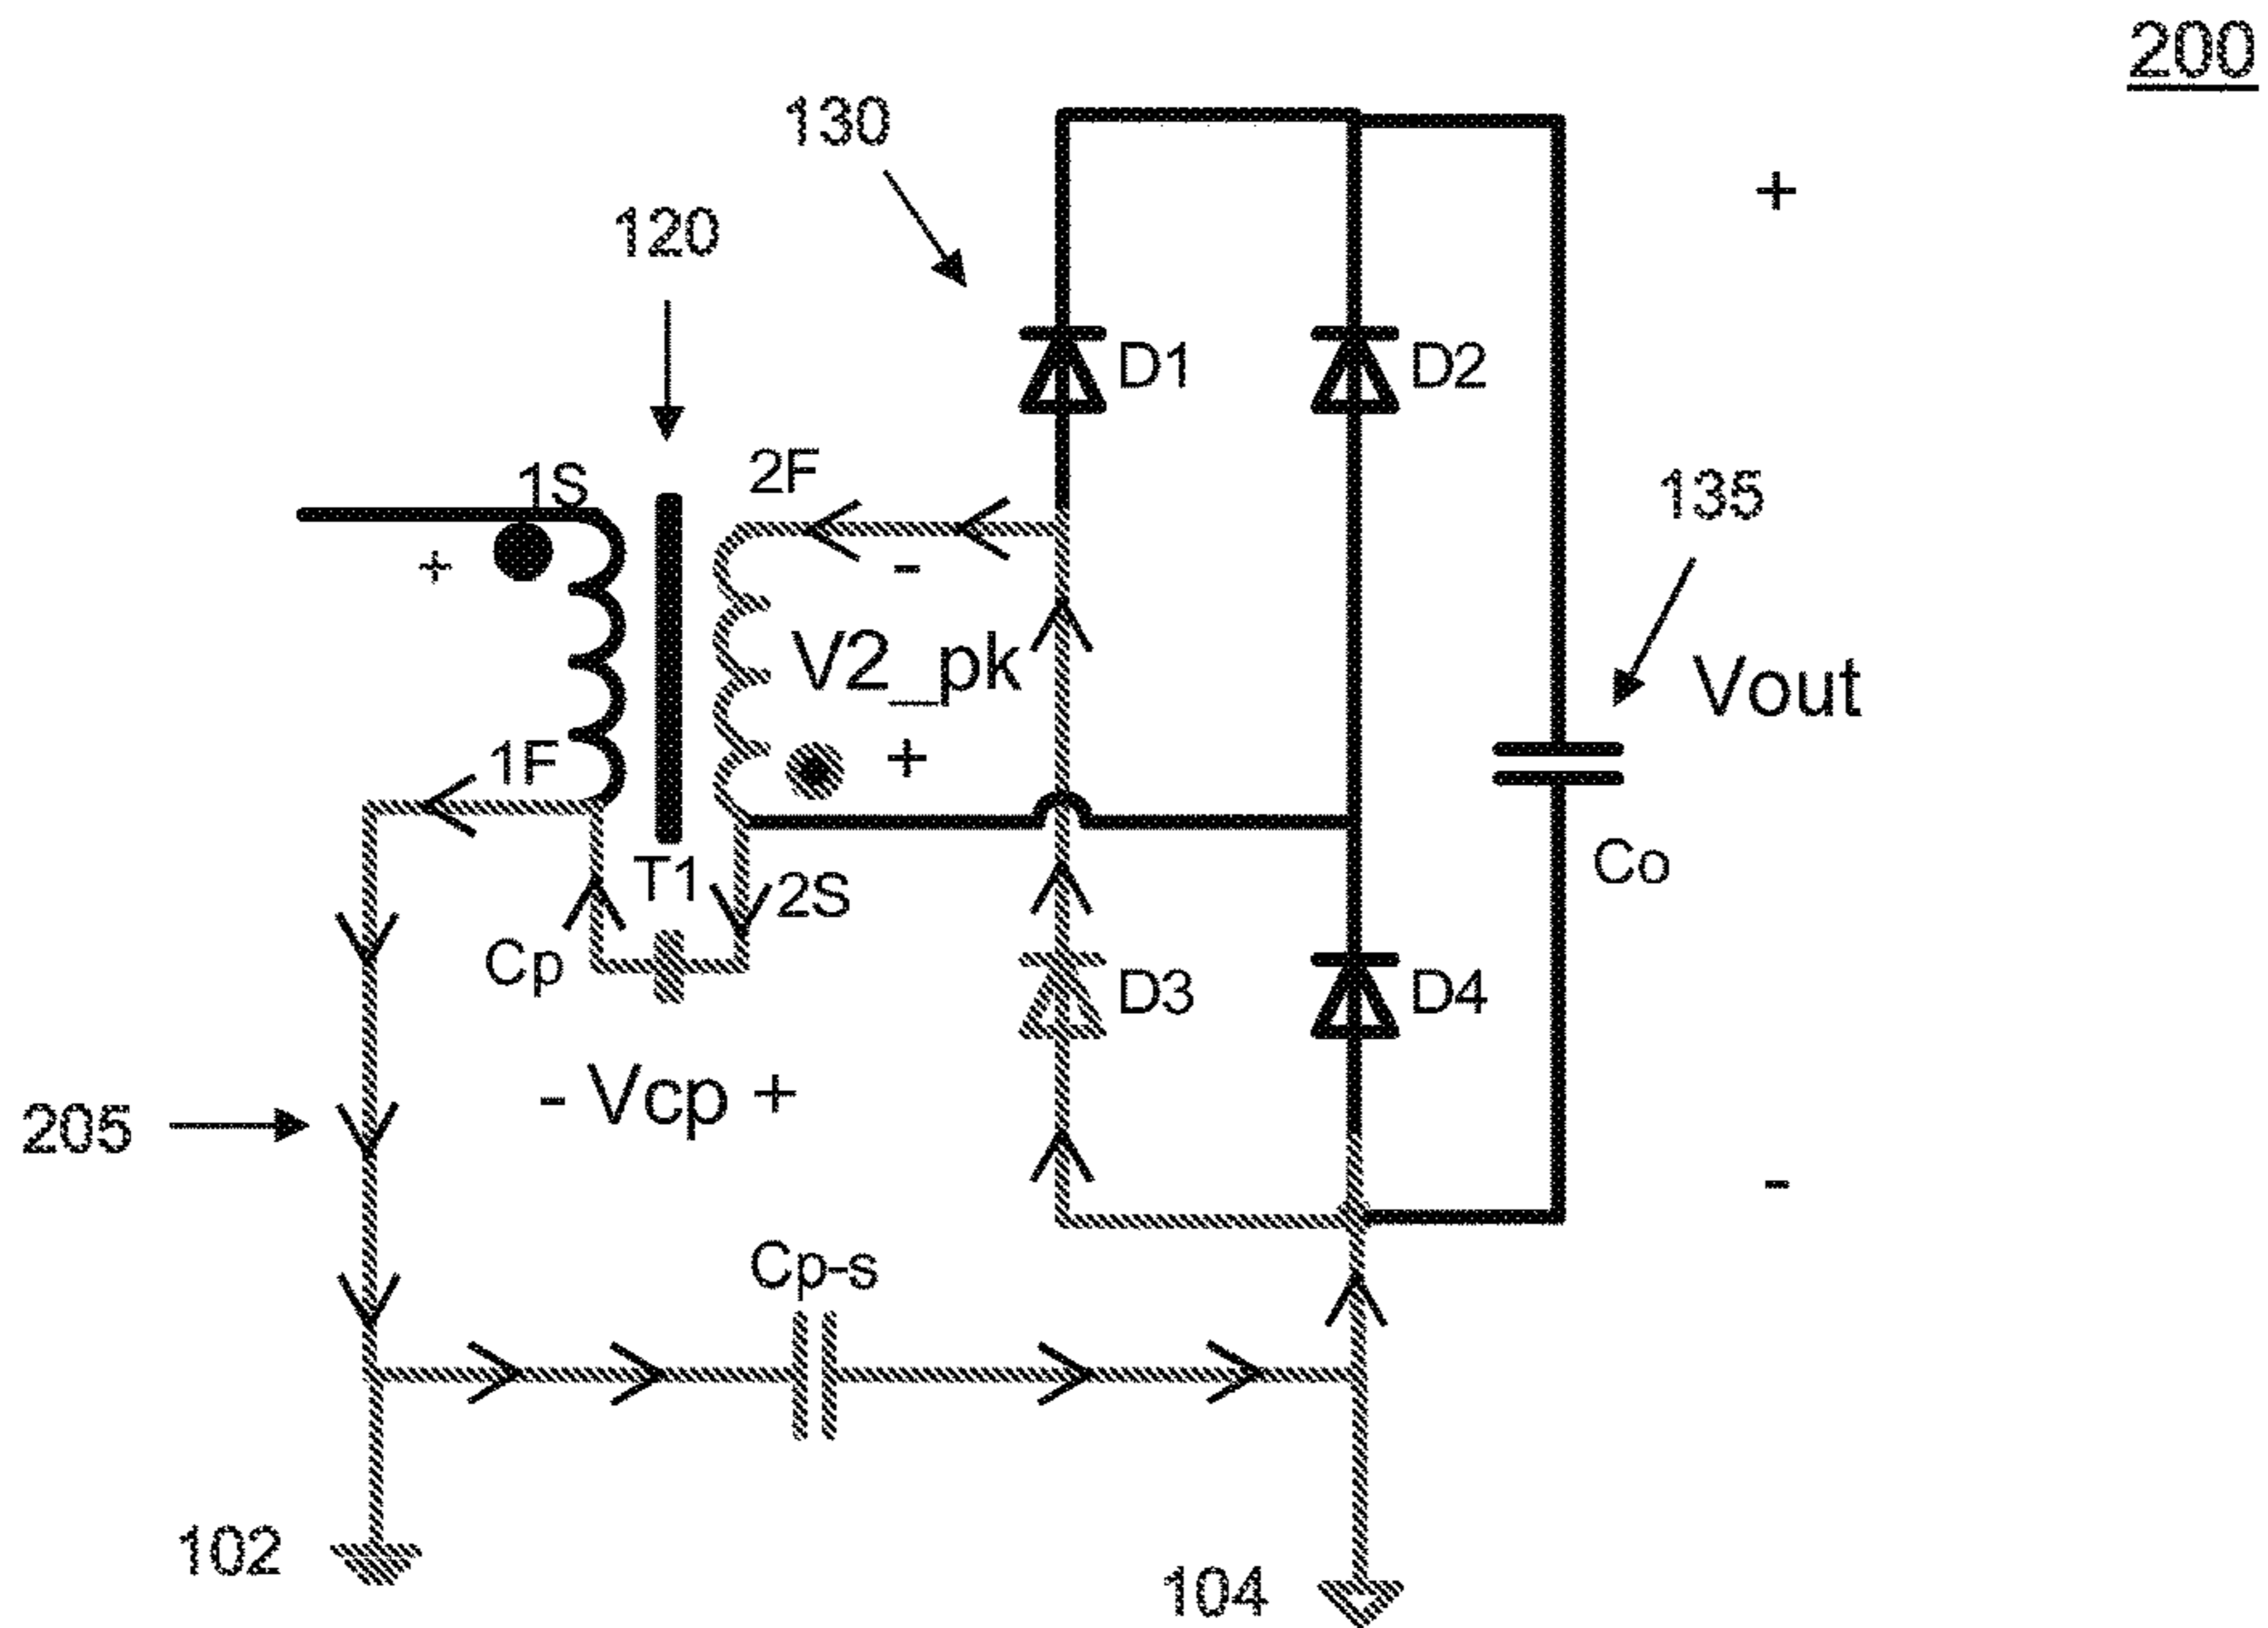 200
130
+
120
D1
D2
1S
2F
135
+
-
V2_pk
Vout
1F
+
T1
2S
Co
Cp
D3
D4
- Vcp +
205
-
Cp-s
102
104